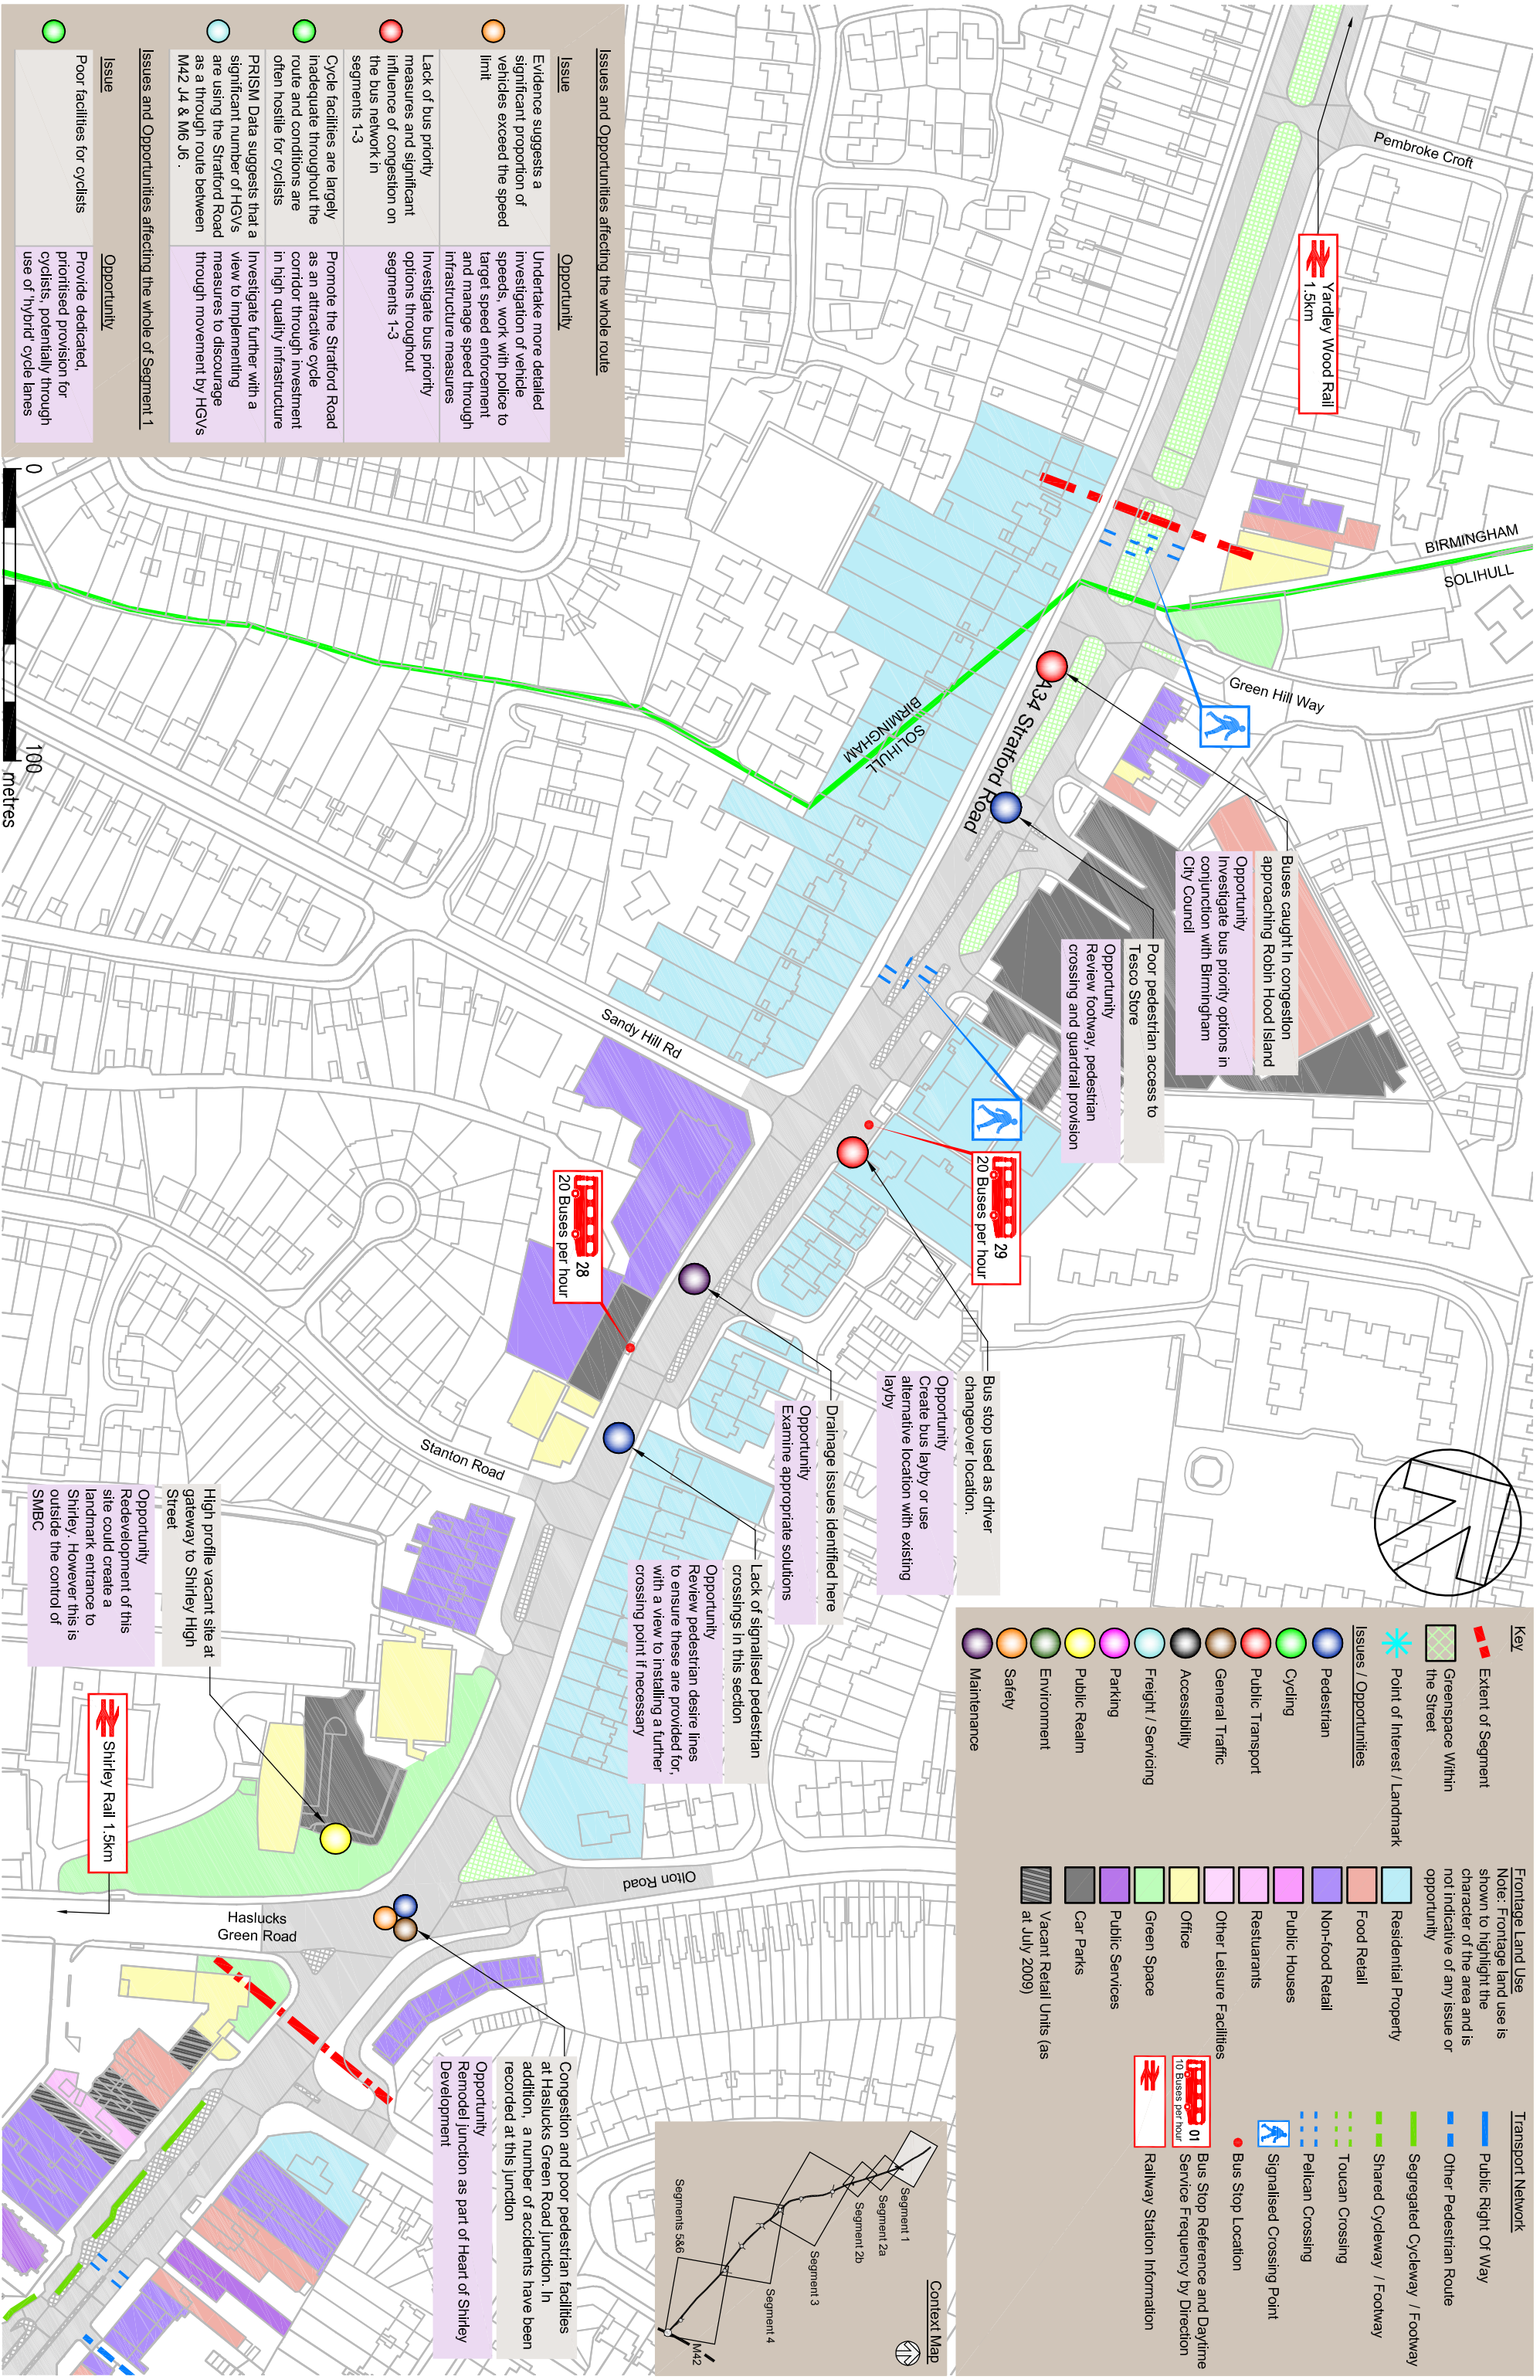 Issues and Opportunities affecting the whole route
Issue
Opportunity
Evidence suggests a
significant proportion of
vehicles exceed the speed
limit
Undertake more detailed
investigation of vehicle
speeds, work with police to
target speed enforcement
and manage speed through
infrastructure measures
Lack of bus priority
measures and significant
influence of congestion on
the bus network in
segments 1-3
Investigate bus priority
options throughout
segments 1-3
Cycle facilities are largely
inadequate throughout the
route and conditions are
often hostile for cyclists
Promote the Stratford Road
as an attractive cycle
corridor through investment
in high quality infrastructure
PRISM Data suggests that a
significant number of HGVs
are using the Stratford Road
as a through route between
M42 J4 & M6 J6 .
Investigate further with a
view to implementing
measures to discourage
through movement by HGVs
Issues and Opportunities affecting the whole of Segment 1
Issue
Opportunity
Poor facilities for cyclists
Provide dedicated,
prioritised provision for
cyclists, potentially through
use of 'hybrid' cycle lanes
0
100
metres
Pembroke Croft
Yardley Wood Rail
1.5km
BIRMINGHAM
SOLIHULL
Green Hill Way
A34 Stratford Road
BIRMINGHAM
SOLIHULL
Buses caught In congestion
approaching Robin Hood Island
Opportunity
Investigate bus priority options in
conjunction with Birmingham
City Council
Poor pedestrian access to
Tesco Store
Opportunity
Review footway, pedestrian
crossing and guardrail provision
Sandy Hill Rd
29
20 Buses per hour
28
20 Buses per hour
Bus stop used as driver
changeover location.
Opportunity
Create bus layby or use
alternative location with existing
layby
Drainage issues identified here
Opportunity
Examine appropriate solutions
Stanton Road
Lack of signalised pedestrian
crossings in this section
Opportunity
Review pedestrian desire lines
to ensure these are provided for,
with a view to installing a further
crossing point if necessary
High profile vacant site at
gateway to Shirley High
Street
Opportunity
Redevelopment of this
site could create a
landmark entrance to
Shirley. However this is
outside the control of
SMBC
Shirley Rail 1.5km
Olton Road
Haslucks
Green Road
Congestion and poor pedestrian facilities
at Haslucks Green Road junction. In
addition, a number of accidents have been
recorded at this junction
Opportunity
Remodel junction as part of Heart of Shirley
Development
Key
Extent of Segment
Greenspace Within
the Street
Point of Interest / Landmark
Issues / Opportunities
Pedestrian
Cycling
Public Transport
General Traffic
Accessibility
Freight / Servicing
Parking
Public Realm
Environment
Safety
Maintenance
Frontage Land Use
Note: Frontage land use is
shown to highlight the
character of the area and is
not indicative of any issue or
opportunity
Residential Property
Food Retail
Non-food Retail
Public Houses
Restuarants
Other Leisure Facilities
Office
Green Space
Public Services
Car Parks
Vacant Retail Units (as
at July 2009)
Transport Network
Public Right Of Way
Other Pedestrian Route
Segregated Cycleway / Footway
Shared Cycleway / Footway
Toucan Crossing
Pelican Crossing
Signalised Crossing Point
Bus Stop Location
01
10 Buses per hour
Bus Stop Reference and Daytime
Service Frequency by Direction
Railway Station Information
Context Map
Segment 1
Segment 2a
Segment 2b
Segment 3
Segment 4
Segments 5&6
M42